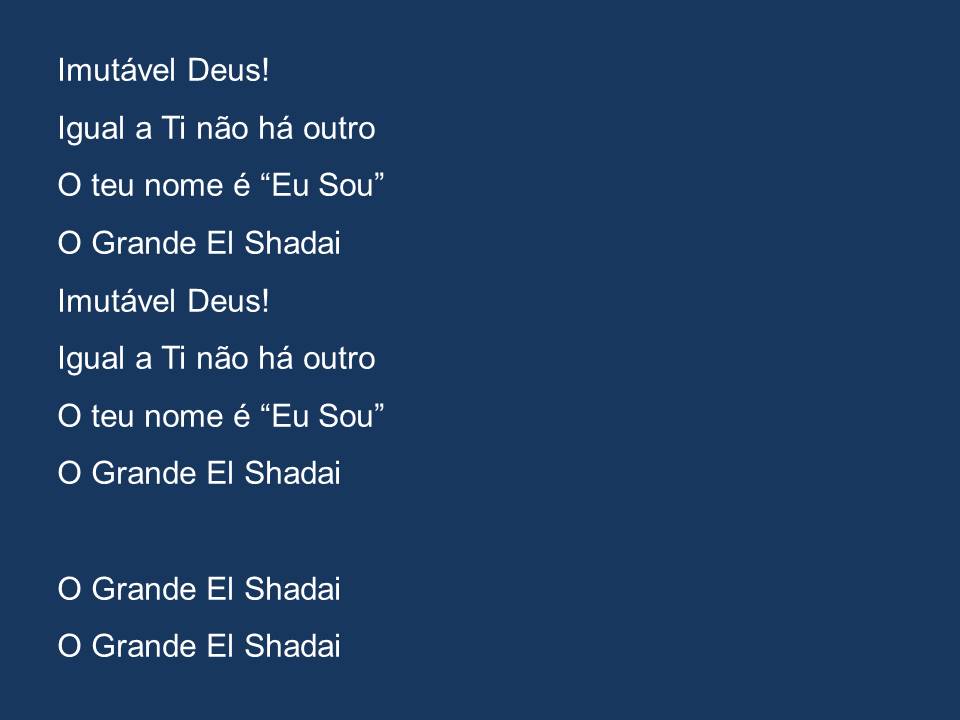 Imutável Deus!
Igual a Ti não há outro
O teu nome é “Eu Sou”
O Grande El Shadai
Imutável Deus!
Igual a Ti não há outro
O teu nome é “Eu Sou”
O Grande El Shadai
O Grande El Shadai
O Grande El Shadai